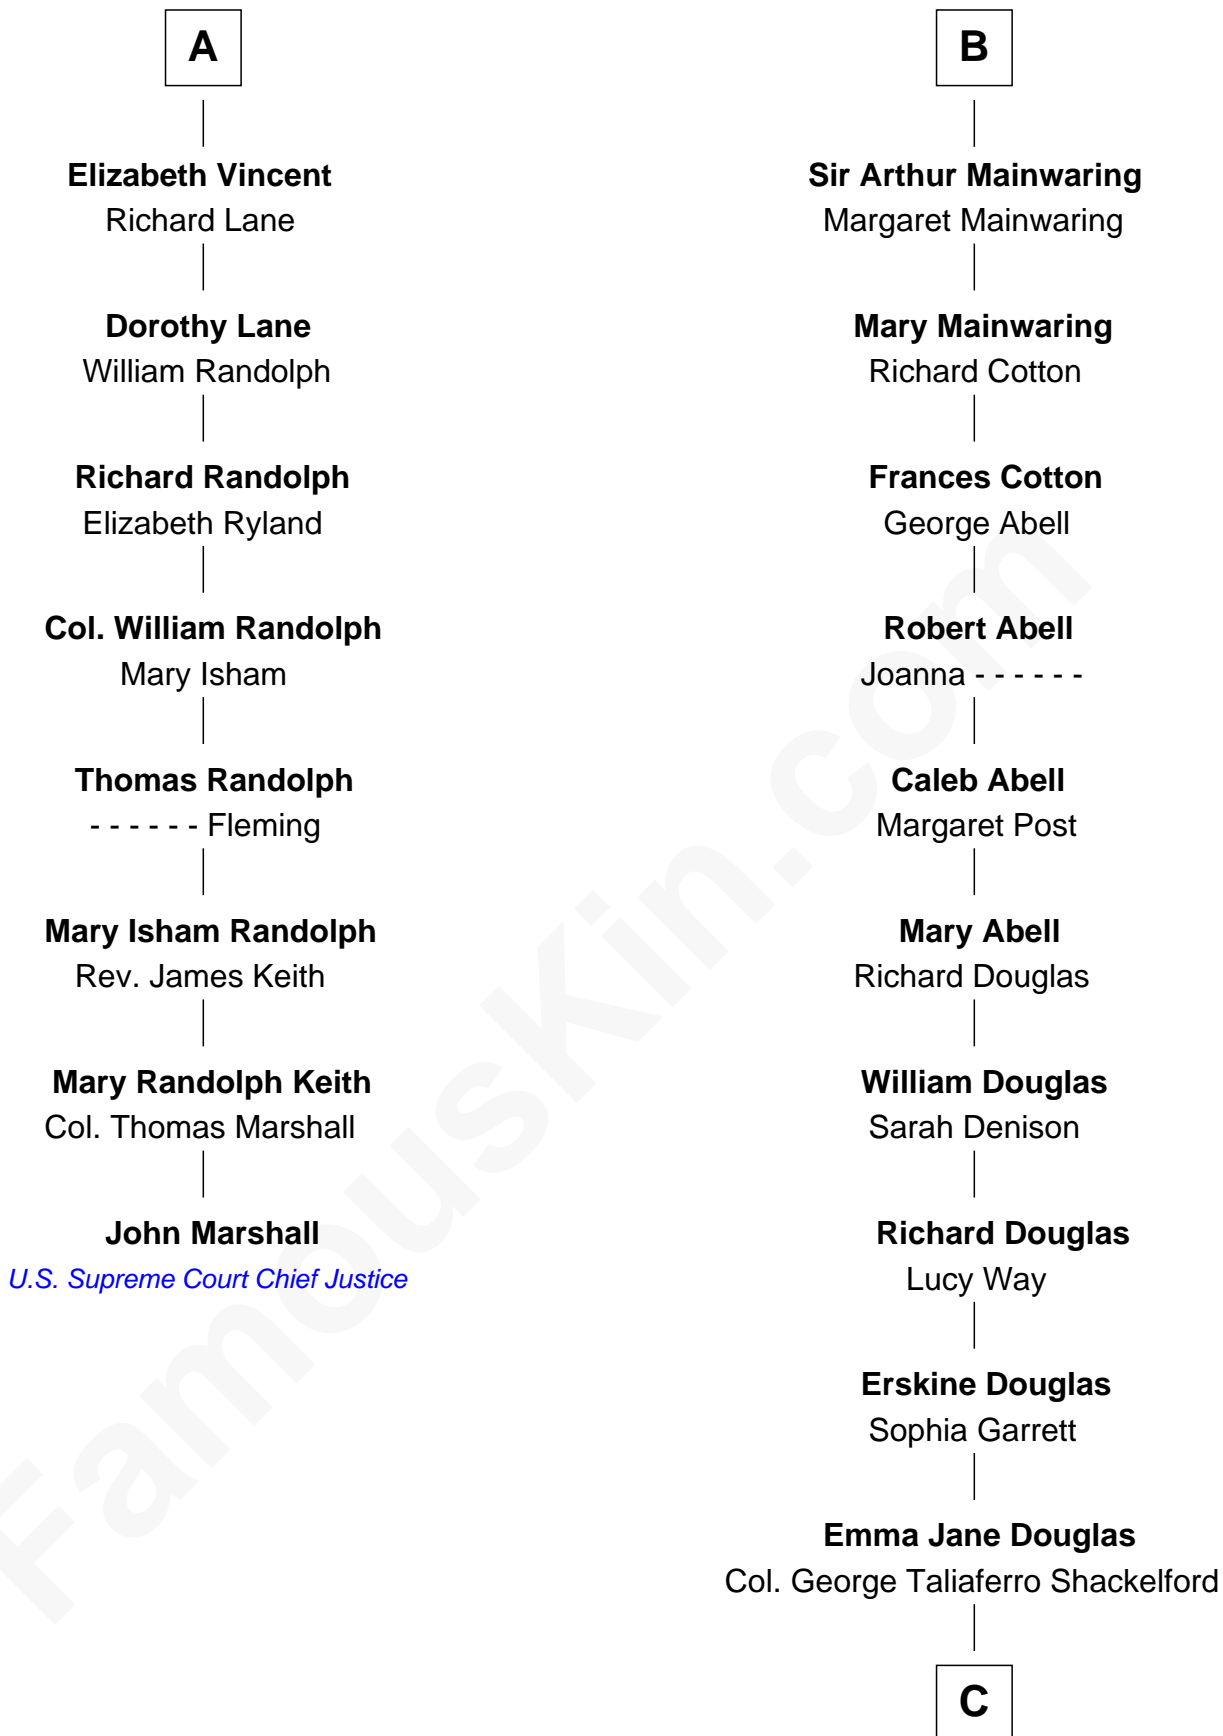 A
Elizabeth Vincent
Richard Lane
Dorothy Lane
William Randolph
Richard Randolph
Elizabeth Ryland
Col. William Randolph
Mary Isham
Thomas Randolph
- - - - - - Fleming
Mary Isham Randolph
Rev. James Keith
Mary Randolph Keith
Col. Thomas Marshall
John Marshall
U.S. Supreme Court Chief Justice
B
Sir Arthur Mainwaring
Margaret Mainwaring
Mary Mainwaring
Richard Cotton
Frances Cotton
George Abell
Robert Abell
Joanna - - - - - -
Caleb Abell
Margaret Post
Mary Abell
Richard Douglas
William Douglas
Sarah Denison
Richard Douglas
Lucy Way
Erskine Douglas
Sophia Garrett
Emma Jane Douglas
Col. George Taliaferro Shackelford
C
FamousKin.com